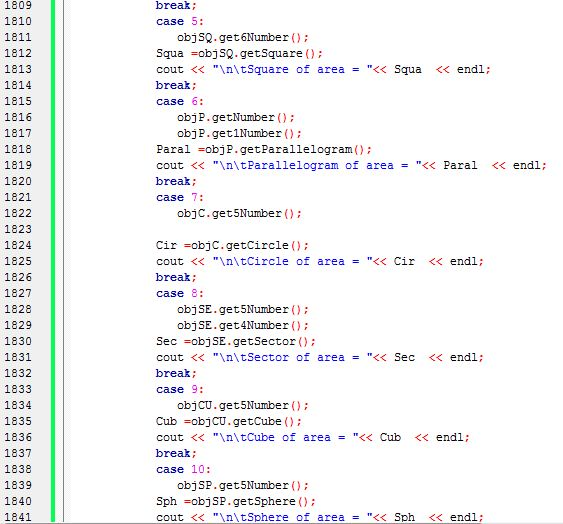 1809 break;
1810 case 5:
1811 objSQ.get6Number();
1812 Squa =objSQ.getSquare();
1813 cout << "\n\tSquare of area = "<< Squa  << endl;
1814 break;
1815 case 6:
1816 objP.getNumber();
1817 objP.get1Number();
1818 Paral =objP.getParallelogram();
1819 cout << "\n\tParallelogram of area = "<< Paral  << endl;
1820 break;
1821 case 7:
1822 objC.get5Number();
1823
1824 Cir =objC.getCircle();
1825 cout << "\n\tCircle of area = "<< Cir  << endl;
1826 break;
1827 case 8:
1828 objSE.get5Number();
1829 objSE.get4Number();
1830 Sec =objSE.getSector();
1831 cout << "\n\tSector of area = "<< Sec  << endl;
1832 break;
1833 case 9:
1834 objCU.get5Number();
1835 Cub =objCU.getCube();
1836 cout << "\n\tCube of area = "<< Cub  << endl;
1837 break;
1838 case 10:
1839 objSP.get5Number();
1840 Sph =objSP.getSphere();
1841 cout << "\n\tSphere of area = "<< Sph  << endl;